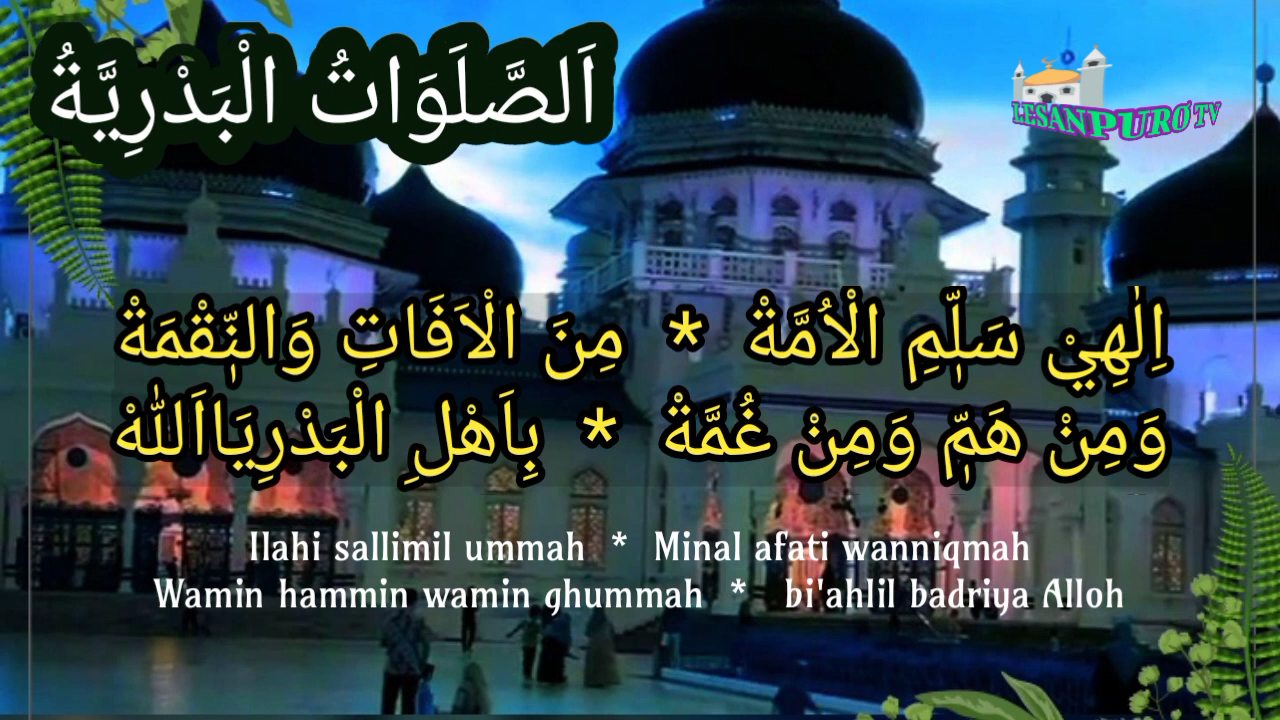 اَلصَّلَوَاتُ الْبَدْرِيَّةُ
LESANPURO TV
اِلٰهِيْ سَلِّمِ الْاُمَّةْ * مِنَ الْاَفَاتِ وَالنِّقْمَةْ
وَمِنْ هَمٍّ وَمِنْ غُمَّةْ * بِاَهْلِ الْبَدْرِيَااَللّٰهْ
Ilahi sallimil ummah * Minal afati wanniqmah
Wamin hammin wamin ghummah * bi'ahlil badriya Alloh